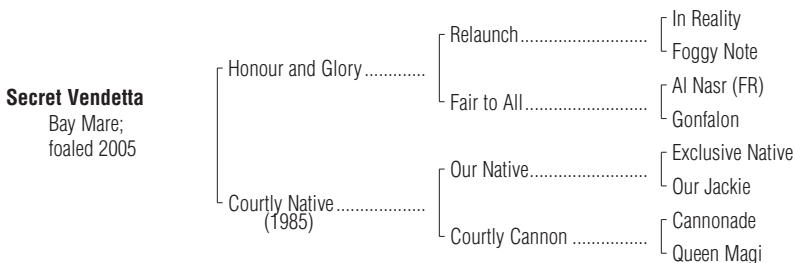 In Reality
Relaunch...........................
Foggy Note
Honour and Glory.............
Al Nasr (FR)
Fair to All..........................
Gonfalon
Secret Vendetta
Bay Mare;
foaled 2005
Exclusive Native
Our Native.........................
Our Jackie
Courtly Native...................
(1985)
Cannonade
Courtly Cannon ................
Queen Magi